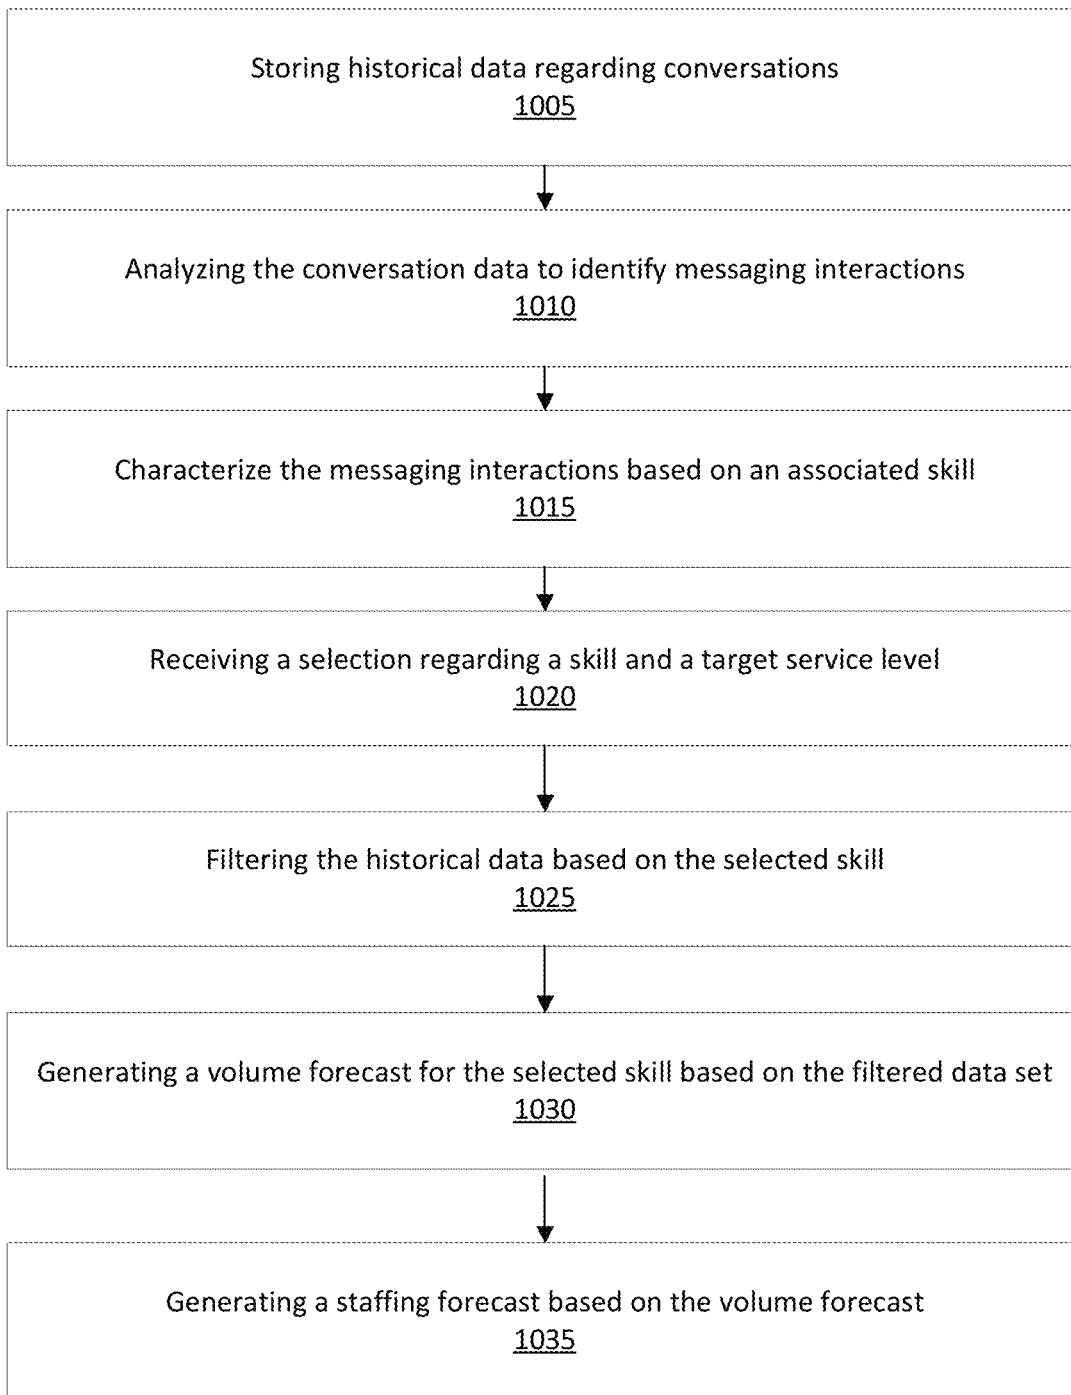 Storing historical data regarding conversations
1005
Analyzing the conversation data to identify messaging interactions
1010
Characterize the messaging interactions based on an associated skill
1015
Receiving a selection regarding a skill and a target service level
1020
Filtering the historical data based on the selected skill
1025
Generating a volume forecast for the selected skill based on the filtered data set
1030
Generating a staffing forecast based on the volume forecast
1035